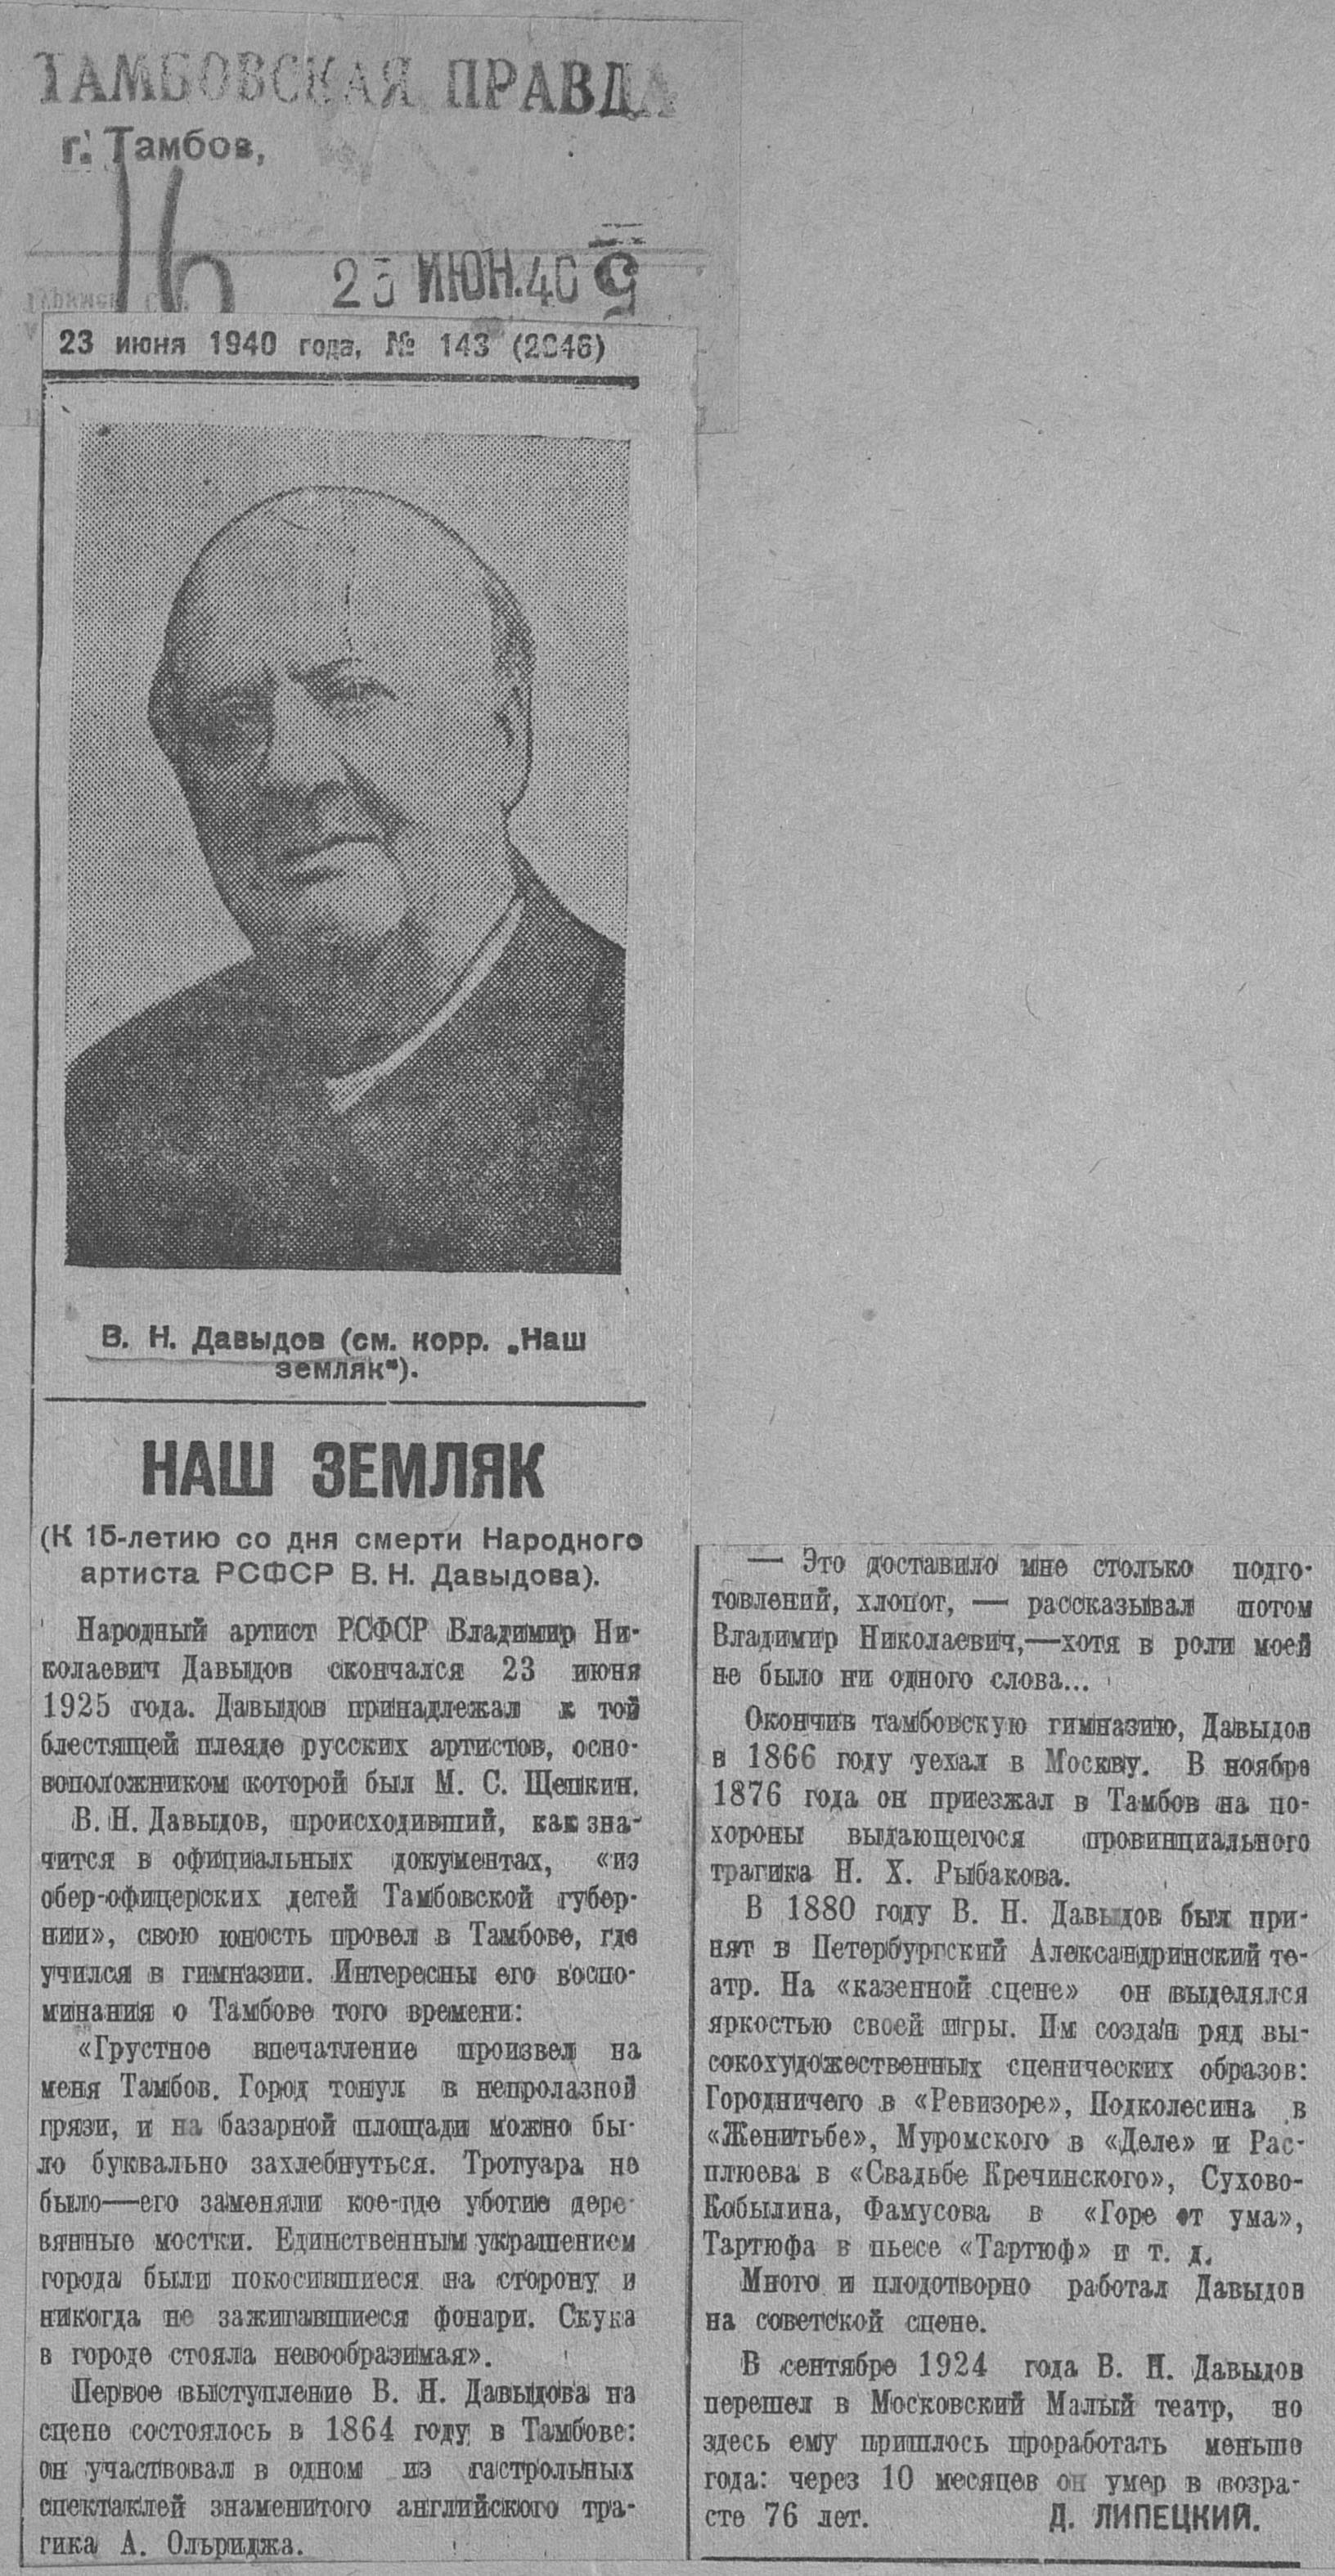 ТАМБОВСКАЯ ПРАВДА
г. Тамбов,
16
23 ИЮН.40
23 июня 1940 года, № 143
В. Н. Давыдов (см. корр. „Наш
земляк“).
НАШ ЗЕМЛЯК
(К 15-летию со дня смерти Народного
артиста РСФСР В. Н. Давыдова).
Народный артист РСФСР Владимир Ни-
колаевич Давыдов скончался 23 июня
1925 года. Давыдов принадлежал к той
блестящей плеяде русских артистов, осно-
воположником которой был М. С. Щепкин.
В. Н. Давыдов, происходивший, как зна-
чится в официальных документах, «из
обер-офицерских детей Тамбовской губер-
нии», свою юность провел в Тамбове, где
учился в гимназии. Интересны его воспо-
минания о Тамбове того времени:
«Грустное впечатление произвел на
меня Тамбов. Город тонул в непролазной
грязи, и на базарной площади можно бы-
ло буквально захлебнуться. Тротуара не
было—его заменяли кое-где убогие дере-
вянные мостки. Единственным украшением
города были покосившиеся на сторону и
никогда не зажигавшиеся фонари. Скука
в городе стояла невообразимая».
Первое выступление В. Н. Давыдова на
сцене состоялось в 1864 году в Тамбове:
он участвовал в одном из гастрольных
спектаклей знаменитого английского тра-
гика А. Ольриджа.
— Это доставило мне столько подго-
товлений, хлопот, — рассказывал потом
Владимир Николаевич,—хотя в роли моей
не было ни одного слова...
Окончив тамбовскую гимназию, Давыдов
в 1866 году уехал в Москву. В ноябре
1876 года он приезжал в Тамбов на по-
хороны выдающегося провинциального
трагика Н. Х. Рыбакова.
В 1880 году В. Н. Давыдов был при-
нят в Петербургский Александринский те-
атр. На «казенной сцене» он выделялся
яркостью своей игры. Им создан ряд вы-
сокохудожественных сценических образов:
Городничего в «Ревизоре», Подколесина в
«Женитьбе», Муромского в «Деле» и Рас-
плюева в «Свадьбе Кречинского», Сухово-
Кобылина, Фамусова в «Горе от ума»,
Тартюфа в пьесе «Тартюф» и т. д.
Много и плодотворно работал Давыдов
на советской сцене.
В сентябре 1924 года В. Н. Давыдов
перешел в Московский Малый театр, но
здесь ему пришлось проработать меньше
года: через 10 месяцев он умер в возра-
сте 76 лет.
Д. ЛИПЕЦКИЙ.